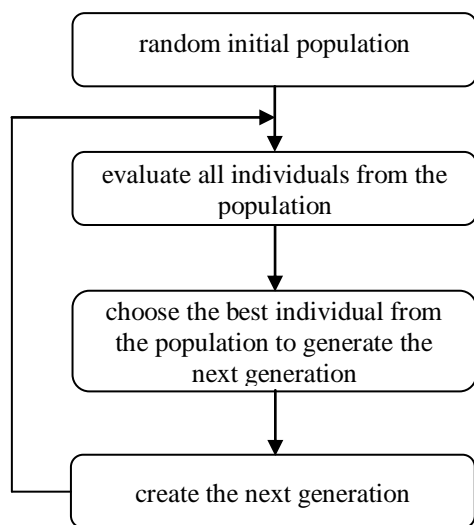 random initial population
evaluate all individuals from the
population
choose the best individual from
the population to generate the
next generation
create the next generation